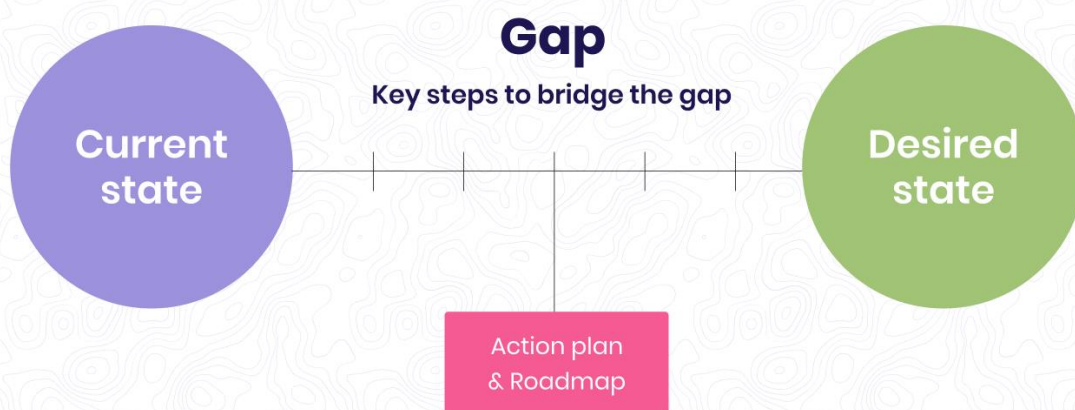 Gap
Key steps to bridge the gap
Current
state
Desired
state
Action plan
& Roadmap